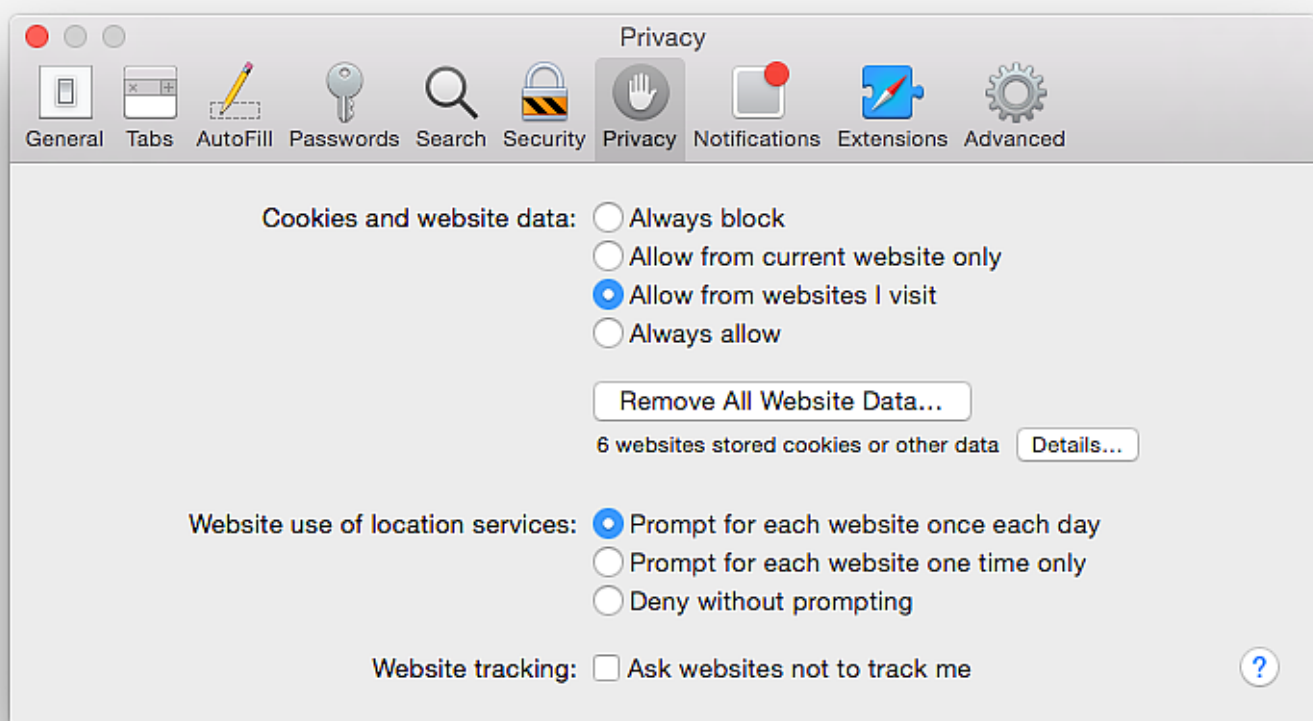 Privacy
General Tabs AutoFill Passwords Search Security Privacy Notifications Extensions Advanced
Cookies and website data: Always block
Allow from current website only
Allow from websites I visit
Always allow
Remove All Website Data...
6 websites stored cookies or other data Details...
Website use of location services: Prompt for each website once each day
Prompt for each website one time only
Deny without prompting
Website tracking: Ask websites not to track me ?